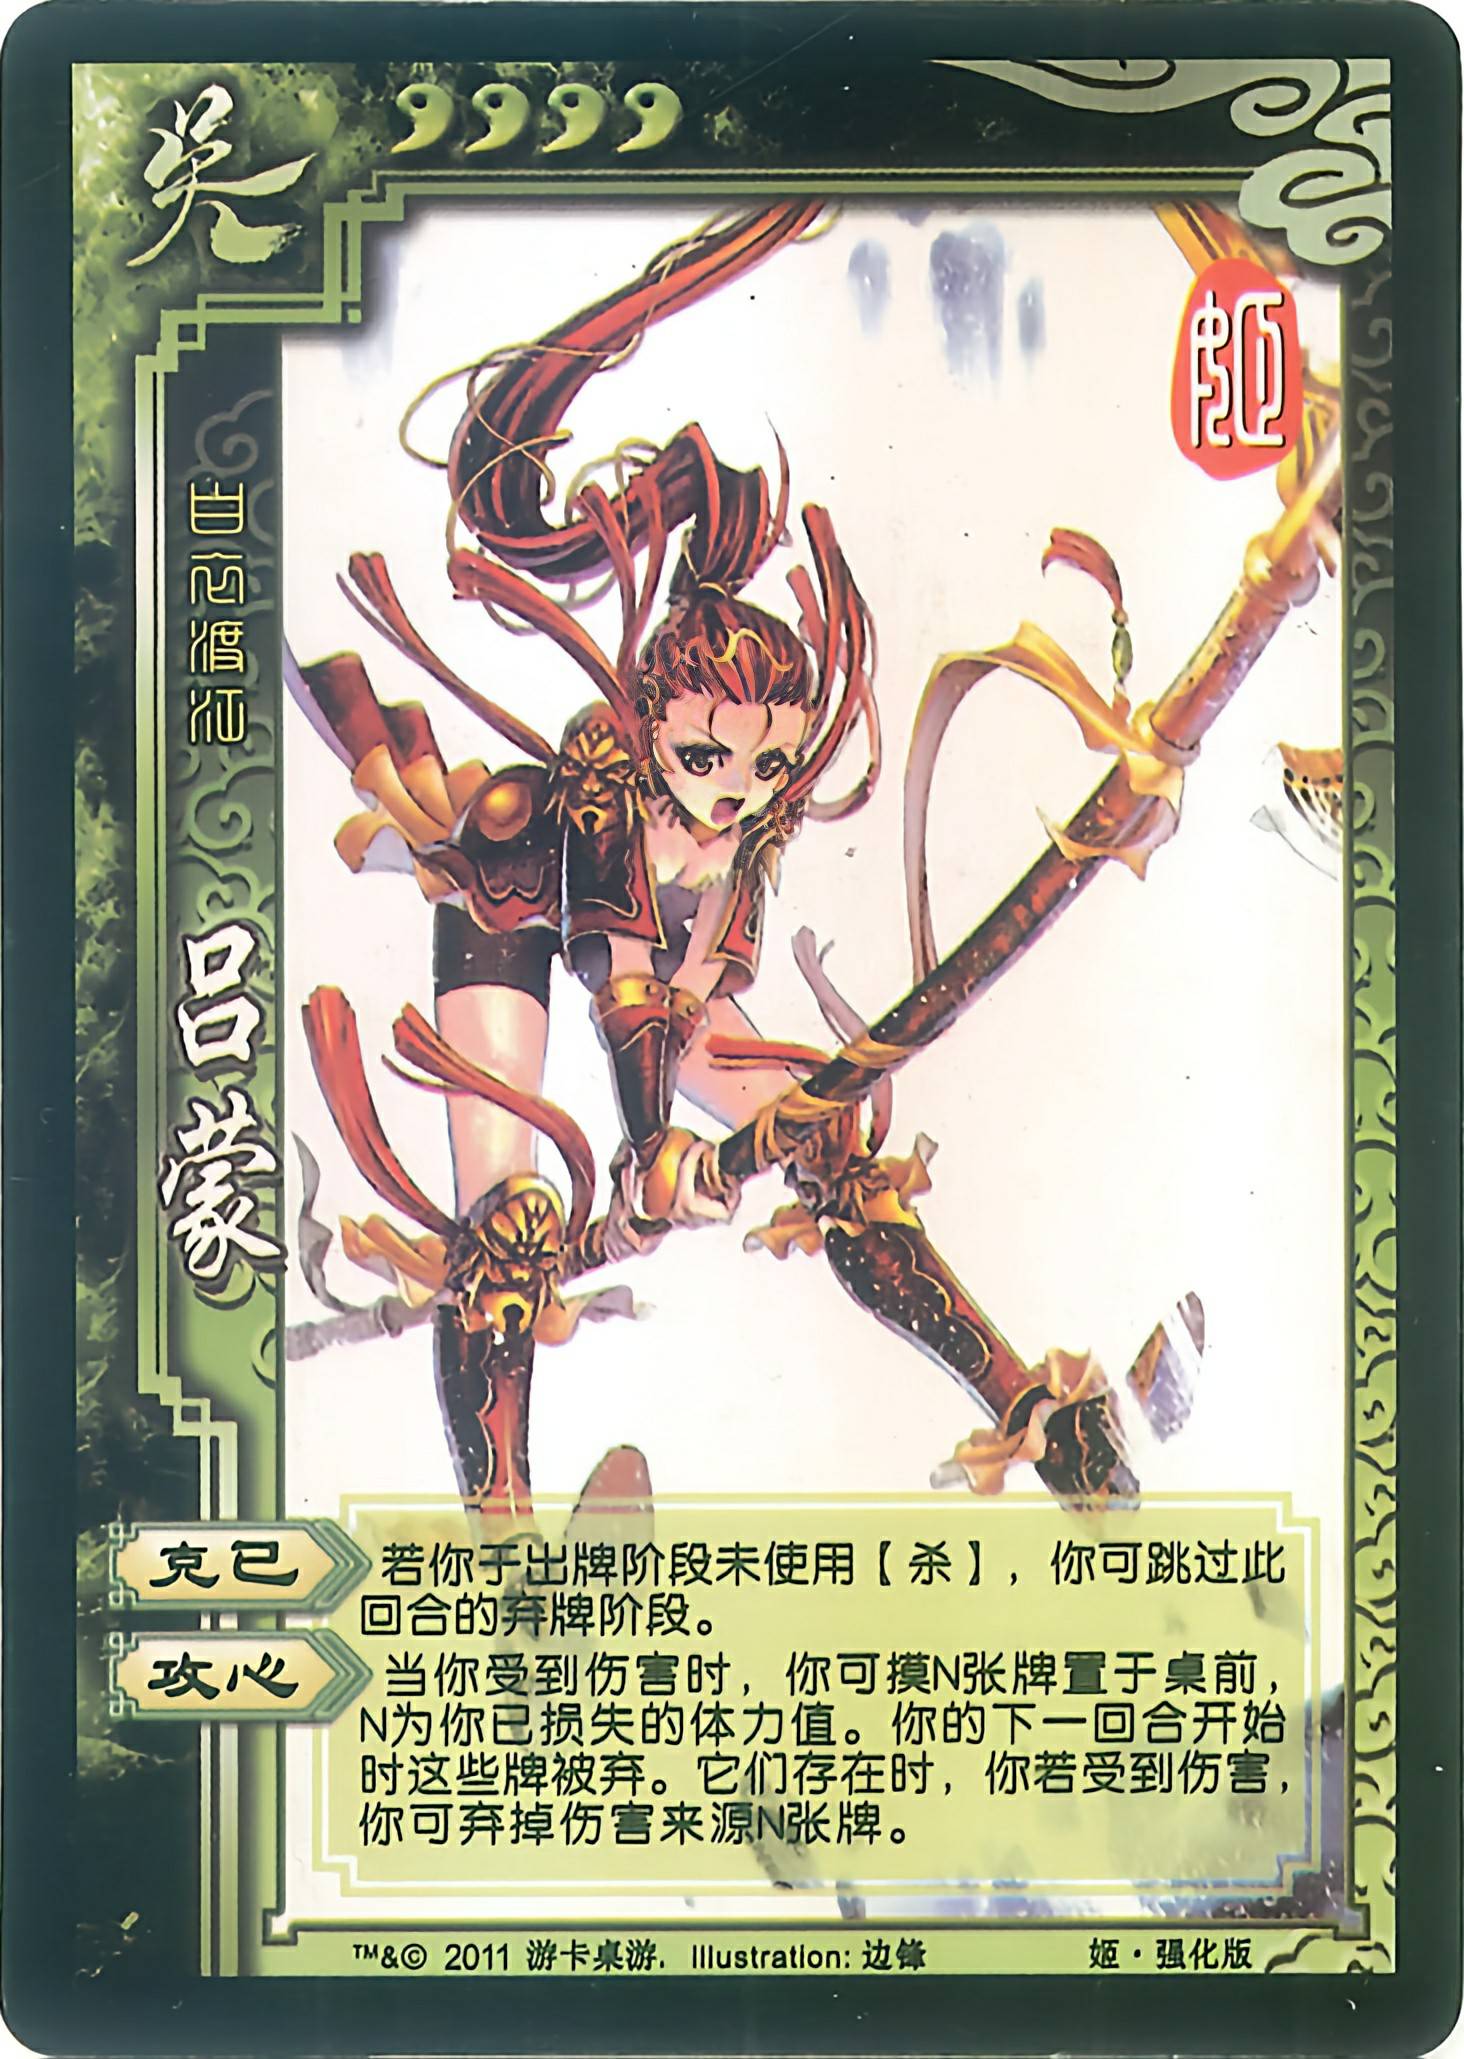 吴
姬
白衣渡江
吕蒙
克己
若你于出牌阶段未使用【杀】，你可跳过此
回合的弃牌阶段。
攻心
当你受到伤害时，你可摸N张牌置于桌前，
N为你已损失的体力值。你的下一回合开始
时这些牌被弃。它们存在时，你若受到伤害，
你可弃掉伤害来源N张牌。
™&© 2011 游卡桌游. Illustration: 边锋
姬·强化版